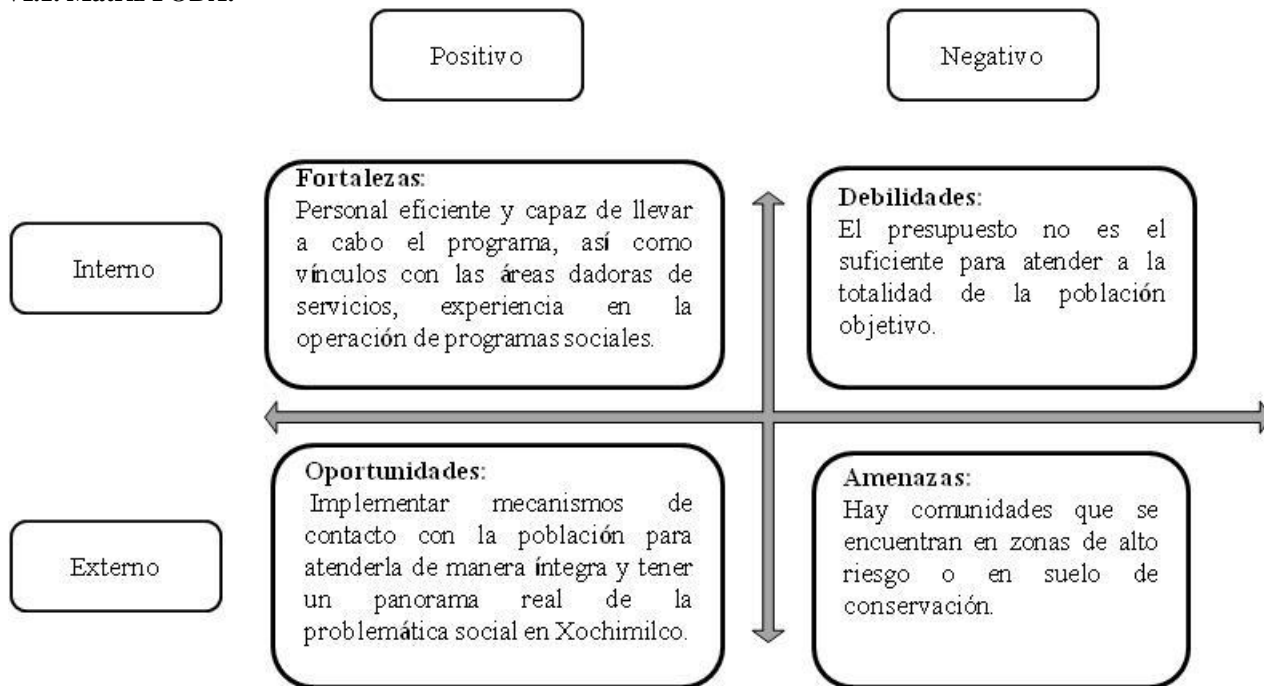 Positivo
Negativo
Interno
Fortalezas:
Personal eficiente y capaz de llevar
a cabo el programa, así como
vínculos con las áreas dadoras de
servicios, experiencia en la
operación de programas sociales.
Debilidades:
El presupuesto no es el
suficiente para atender a la
totalidad de la población
objetivo.
Externo
Oportunidades:
Implementar mecanismos de
contacto con la población para
atenderla de manera íntegra y tener
un panorama real de la
problemática social en Xochimilco.
Amenazas:
Hay comunidades que se
encuentran en zonas de alto
riesgo o en suelo de
conservación.